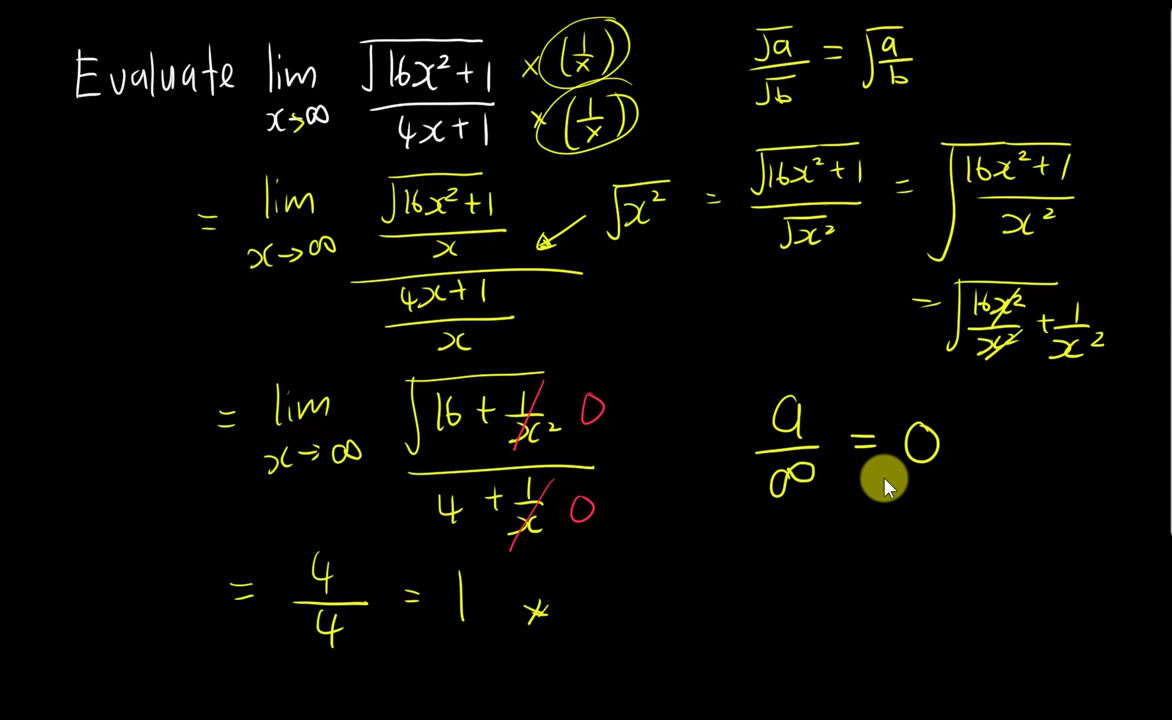 Evaluate lim x→∞ √(16x²+1) × (1/x) / 4x+1 × (1/x)
√a/√b = √(a/b)
= lim x→∞ (√(16x²+1) / x) / ((4x+1) / x) ← √x²
= √(16x²+1) / √x² = √((16x²+1) / x²)
= √(16x²/x² + 1/x²)
= lim x→∞ √(16 + 1/x²) 0 / 4 + 1/x 0
a/∞ = 0
= 4/4 = 1 *